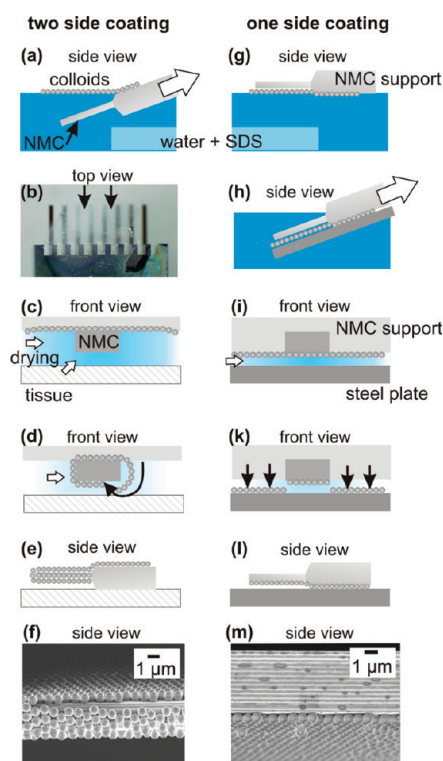 two side coating
one side coating
(a)
side view
colloids
NMC
(g)
side view
NMC support
water + SDS
(b)
top view
(h)
side view
(c)
front view
NMC
drying
tissue
(i)
front view
NMC support
steel plate
(d)
front view
(k)
front view
(e)
side view
(l)
side view
(f)
side view
1 µm
(m)
side view
1 µm